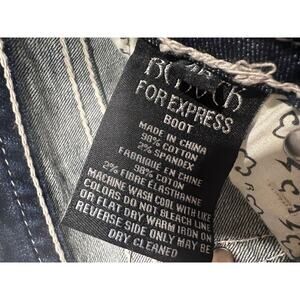 FOR EXPRESS
BOOT
MADE IN CHINA
98% COTTON
2% SPANDEX
FABRIQUE EN CHINE
98% COTON
2% FIBRE ELASTHANNE
MACHINE WASH COOL WITH LIKE
COLORS DO NOT BLEACH LINE
OR FLAT DRY WARM IRON ON
REVERSE SIDE ONLY MAY BE
DRY CLEANED